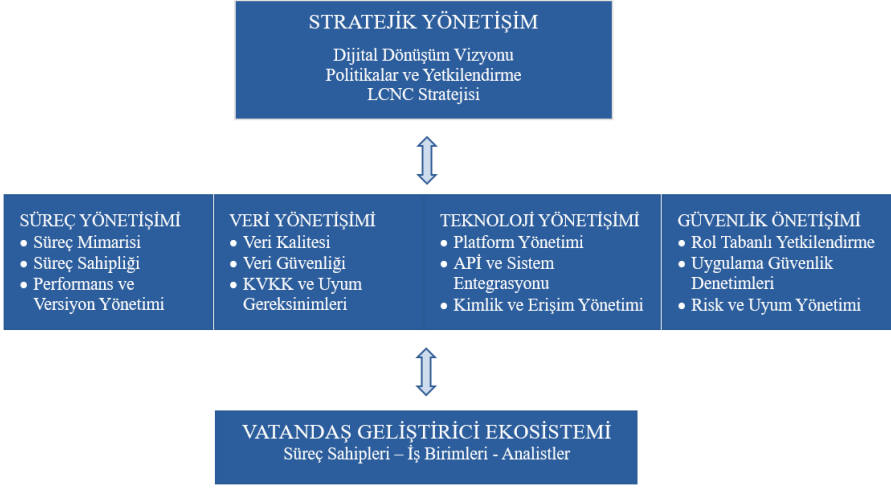 STRATEJİK YÖNETİŞİM
Dijital Dönüşüm Vizyonu
Politikalar ve Yetkilendirme
LCNC Stratejisi
SÜREÇ YÖNETİŞİMİ
• Süreç Mimarisi
• Süreç Sahipliği
• Performans ve
Versiyon Yönetimi
VERİ YÖNETİŞİMİ
• Veri Kalitesi
• Veri Güvenliği
• KVKK ve Uyum
Gereksinimleri
TEKNOLOJİ YÖNETİŞİMİ
• Platform Yönetimi
• APİ ve Sistem
Entegrasyonu
• Kimlik ve Erişim Yönetimi
GÜVENLİK ÖNETİŞİMİ
• Rol Tabanlı Yetkilendirme
• Uygulama Güvenlik
Denetimleri
• Risk ve Uyum Yönetimi
VATANDAŞ GELİŞTİRİCİ EKOSİSTEMİ
Süreç Sahipleri – İş Birimleri - Analistler